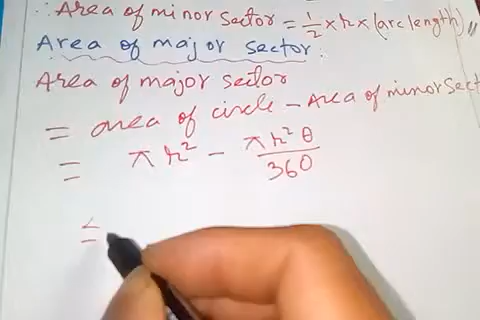 ∴ Area of minor sector = 1/2 × r × (arc length) //
Area of major sector :
Area of major sector
= area of circle - Area of minor Sect
= πr² - πr²θ/360
=